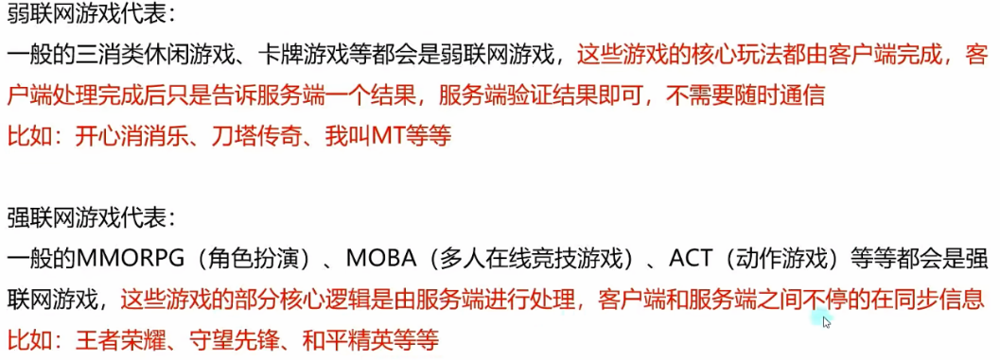 弱联网游戏代表：
一般的三消类休闲游戏、卡牌游戏等都会是弱联网游戏，这些游戏的核心玩法都由客户端完成，客
户端处理完成后只是告诉服务端一个结果，服务端验证结果即可，不需要随时通信
比如：开心消消乐、刀塔传奇、我叫MT等等
强联网游戏代表：
一般的MMORPG（角色扮演）、MOBA（多人在线竞技游戏）、ACT（动作游戏）等等都会是强
联网游戏，这些游戏的部分核心逻辑是由服务端进行处理，客户端和服务端之间不停的在同步信息
比如：王者荣耀、守望先锋、和平精英等等